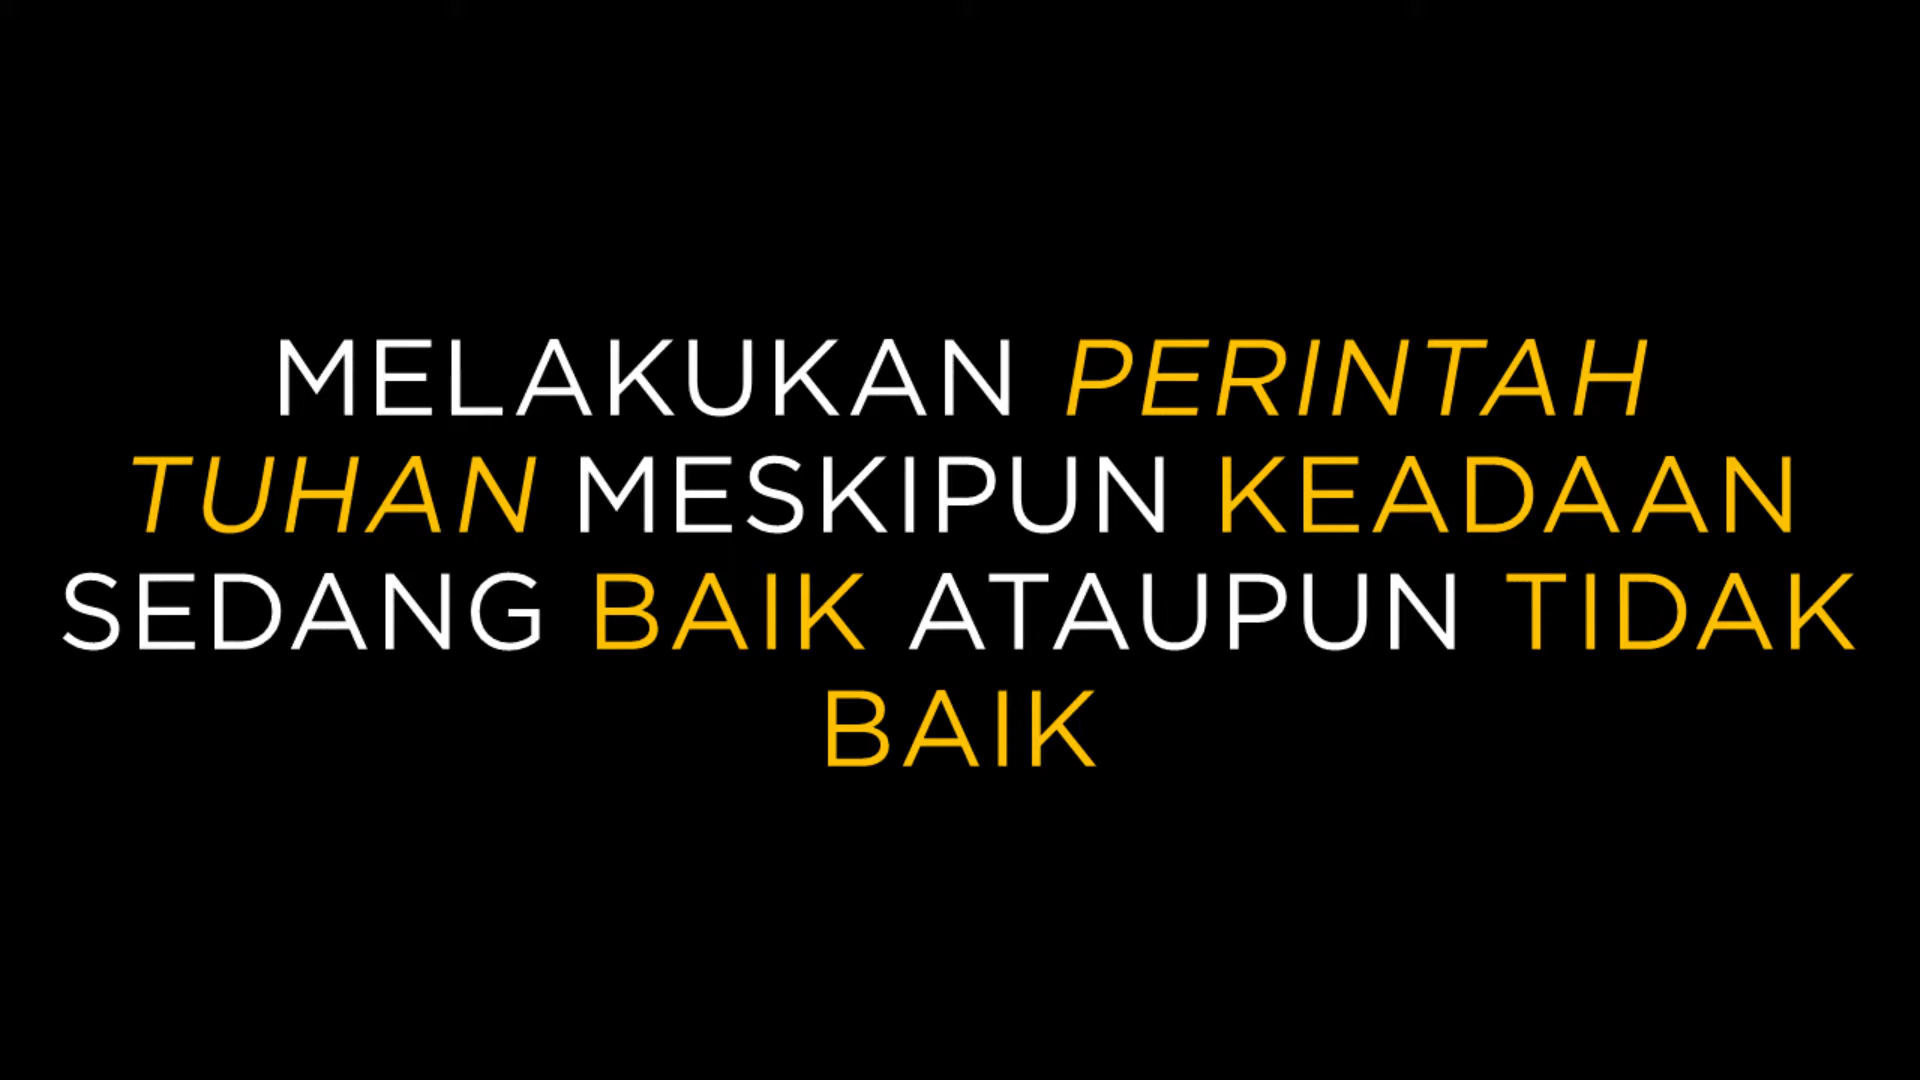 MELAKUKAN PERINTAH
TUHAN MESKIPUN KEADAAN
SEDANG BAIK ATAUPUN TIDAK
BAIK